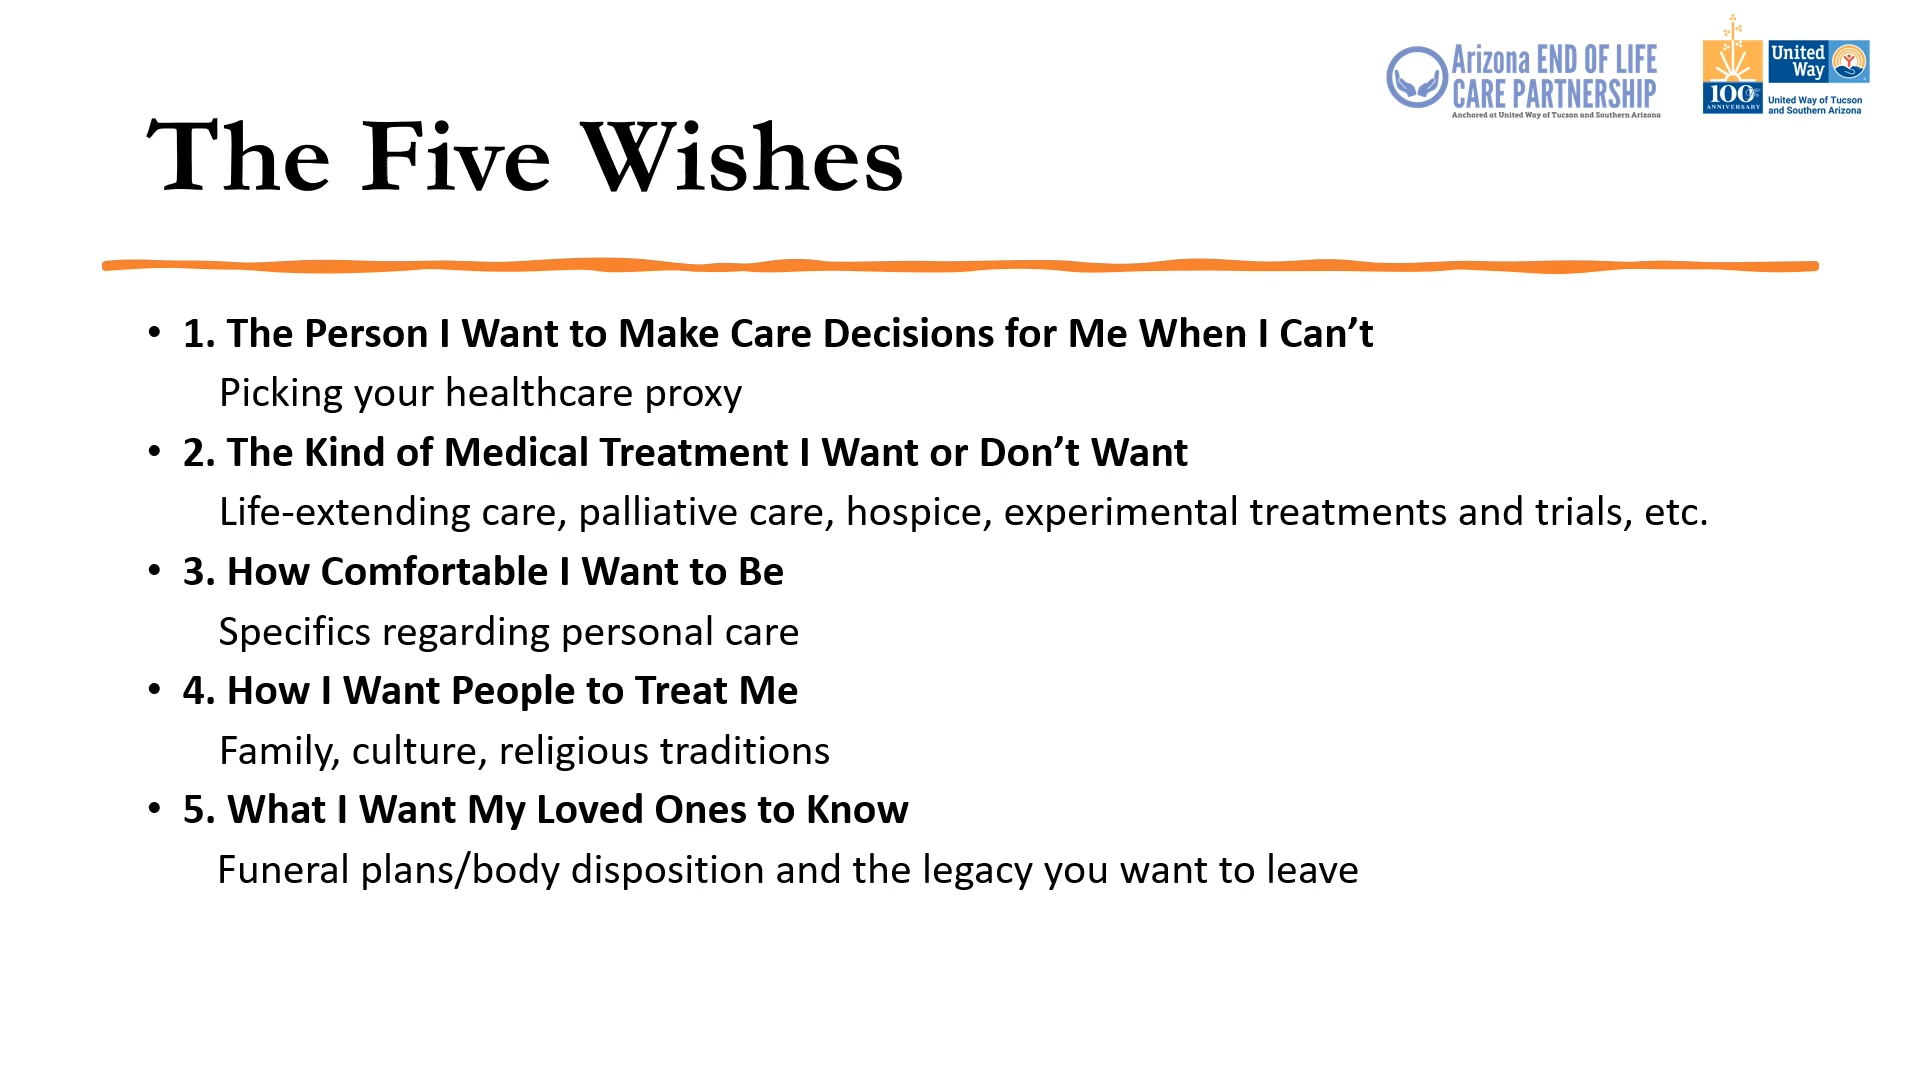 Arizona END OF LIFE
CARE PARTNERSHIP
Anchored at United Way of Tucson and Southern Arizona
100
ANNIVERSARY
United
Way
United Way of Tucson
and Southern Arizona
The Five Wishes
• 1. The Person I Want to Make Care Decisions for Me When I Can’t
Picking your healthcare proxy
• 2. The Kind of Medical Treatment I Want or Don’t Want
Life-extending care, palliative care, hospice, experimental treatments and trials, etc.
• 3. How Comfortable I Want to Be
Specifics regarding personal care
• 4. How I Want People to Treat Me
Family, culture, religious traditions
• 5. What I Want My Loved Ones to Know
Funeral plans/body disposition and the legacy you want to leave